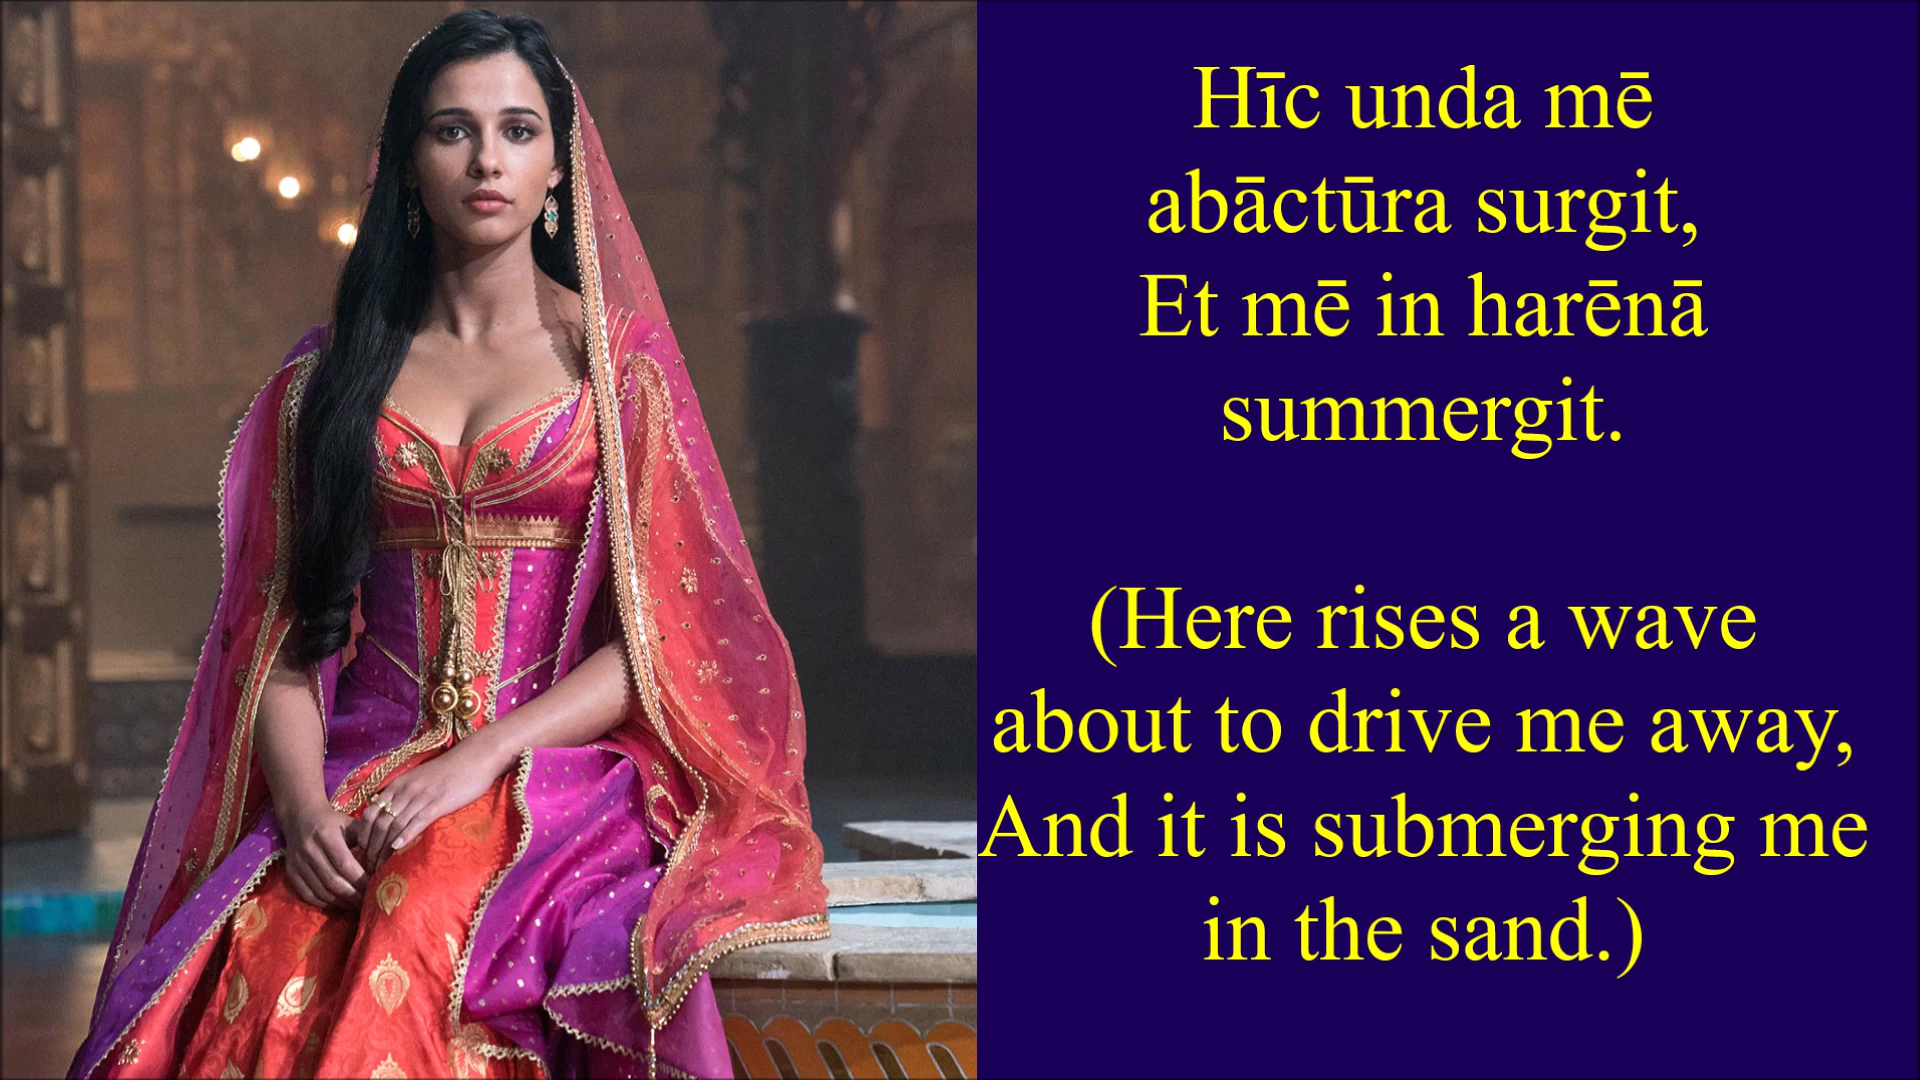 Hīc unda mē
abāctūra surgit,
Et mē in harēnā
summergit.
(Here rises a wave
about to drive me away,
And it is submerging me
in the sand.)